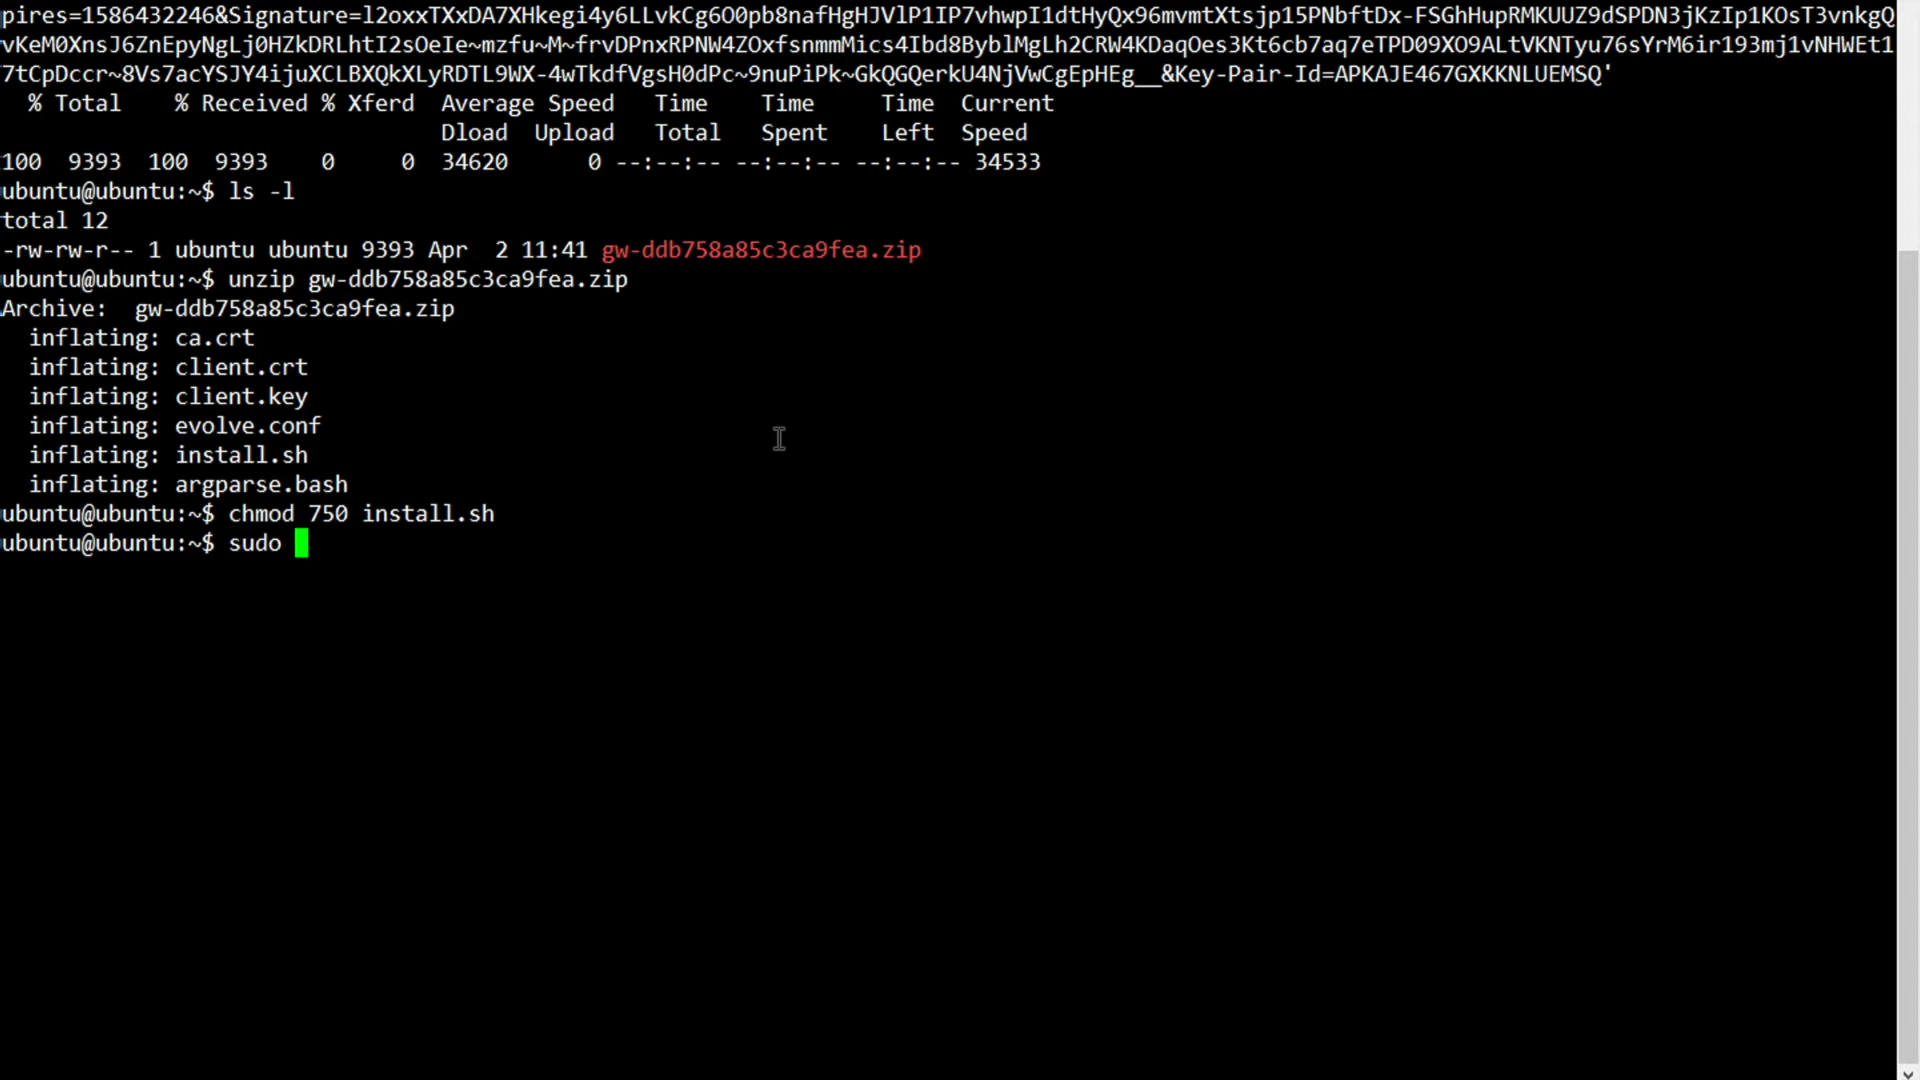 pires=1586432246&Signature=l2oxxTXxDA7XHkegi4y6LLvkCg6O0pb8nafHgHJVlP1IP7vhwpI1dtHyQx96mvmtXtsjp15PNbftDx-FSGhHupRMKUUZ9dSPDN3jKzIp1KOsT3vnkgQ
vKeM0XnsJ6ZnEpyNgLj0HZkDRLhtI2sOeIe~mzfu~M~frvDPnxRPNW4ZOxfsnmmMics4Ibd8ByblMgLh2CRW4KDaqOes3Kt6cb7aq7eTPD09XO9ALtVKNTyu76sYrM6ir193mj1vNHWEt1
7tCpDccr~8Vs7acYSJY4ijuXCLBXQkXLyRDTL9WX-4wTkdfVgsH0dPc~9nuPiPk~GkQGQerkU4NjVwCgEpHEg__&Key-Pair-Id=APKAJE467GXKKNLUEMSQ'
  % Total    % Received % Xferd  Average Speed   Time    Time     Time  Current
                                 Dload  Upload   Total   Spent    Left  Speed
100  9393  100  9393    0     0  34620      0 --:--:-- --:--:-- --:--:-- 34533
ubuntu@ubuntu:~$ ls -l
total 12
-rw-rw-r-- 1 ubuntu ubuntu 9393 Apr  2 11:41 gw-ddb758a85c3ca9fea.zip
ubuntu@ubuntu:~$ unzip gw-ddb758a85c3ca9fea.zip
Archive:  gw-ddb758a85c3ca9fea.zip
  inflating: ca.crt
  inflating: client.crt
  inflating: client.key
  inflating: evolve.conf
  inflating: install.sh
  inflating: argparse.bash
ubuntu@ubuntu:~$ chmod 750 install.sh
ubuntu@ubuntu:~$ sudo